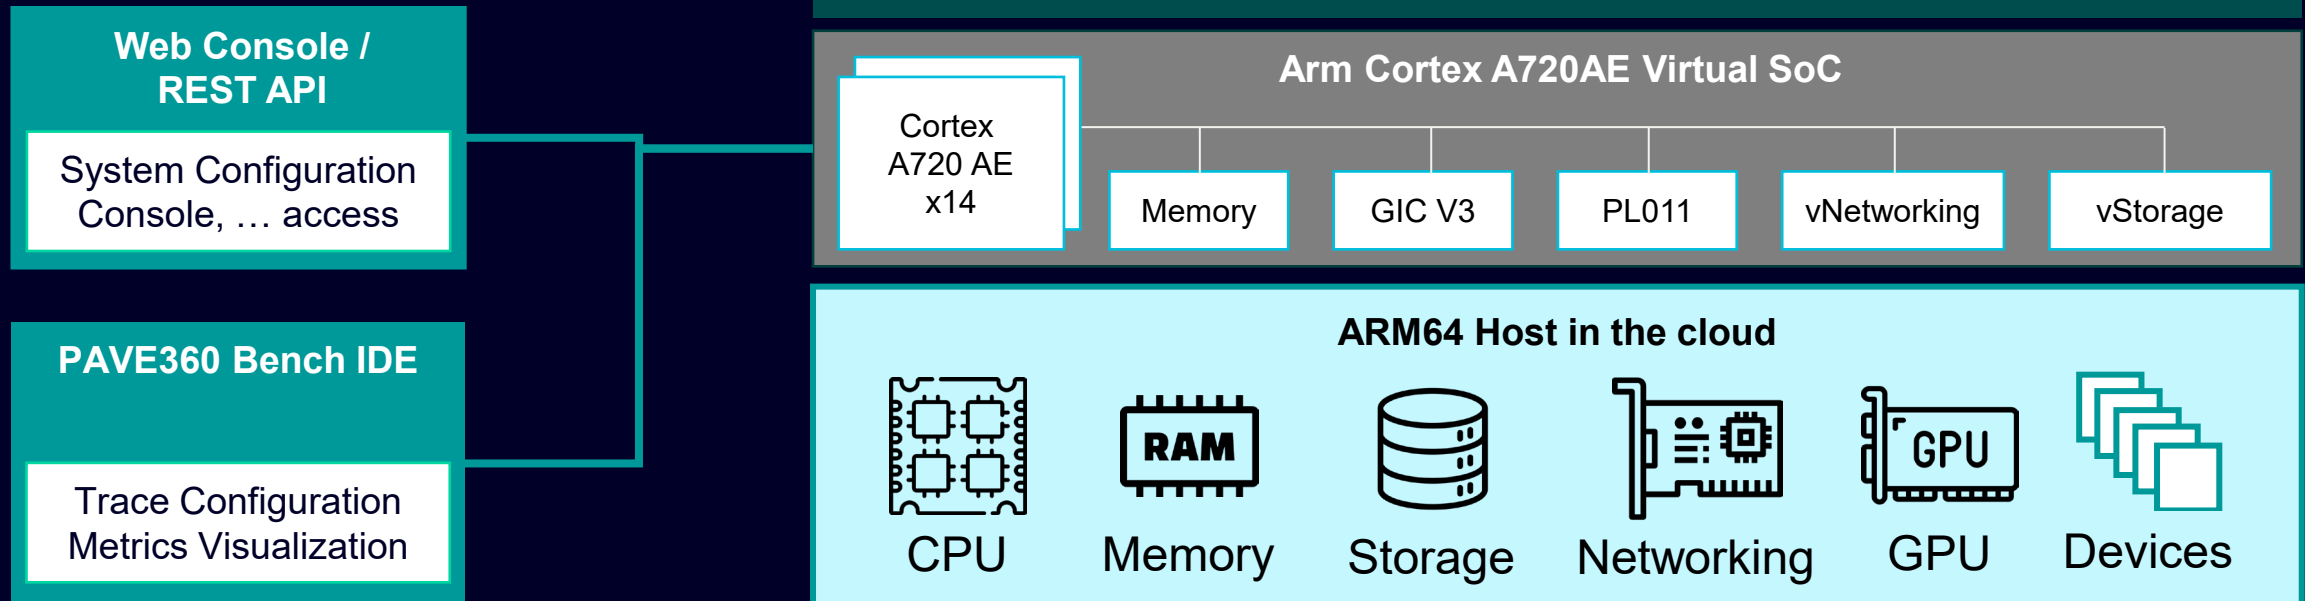 Web Console /
REST API
System Configuration
Console, … access
PAVE360 Bench IDE
Trace Configuration
Metrics Visualization
Arm Cortex A720AE Virtual SoC
Cortex
A720 AE
x14
Memory
GIC V3
PL011
vNetworking
vStorage
ARM64 Host in the cloud
RAM
GPU
CPU
Memory
Storage
Networking
GPU
Devices